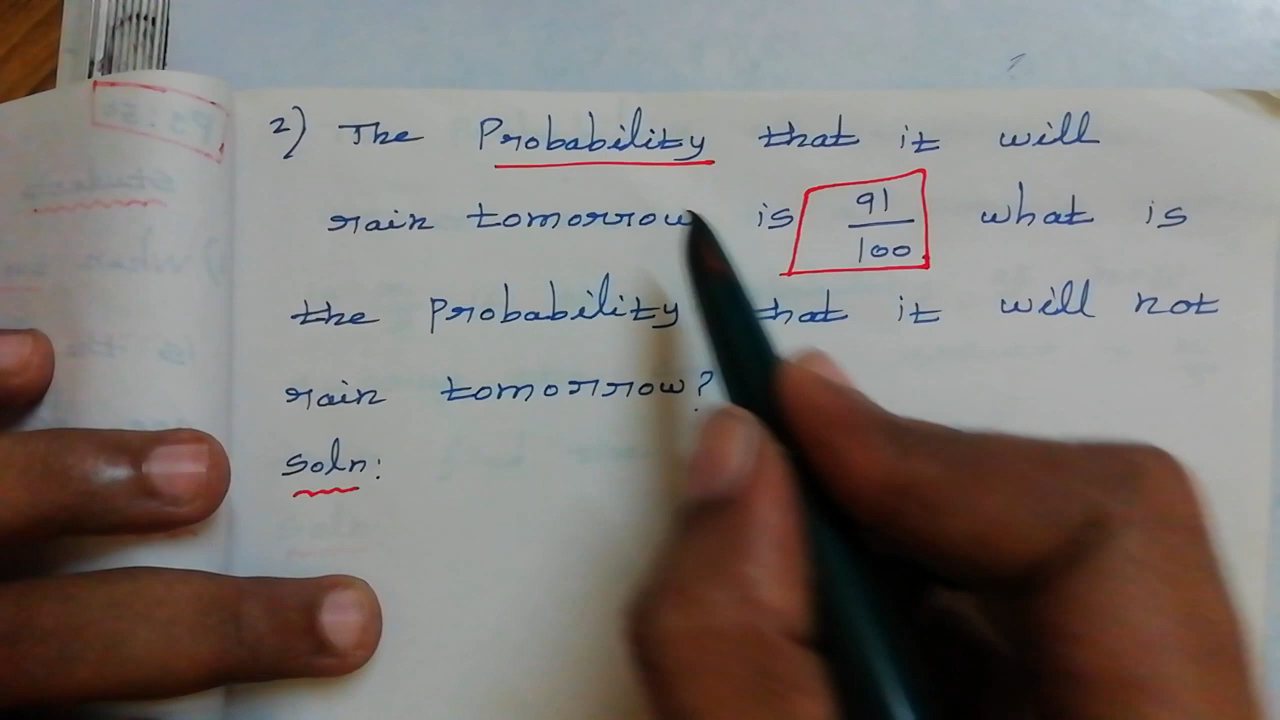 2) The Probability that it will
rain tomorrow is 91/100 what is
the probability that it will not
rain tomorrow?
Soln: